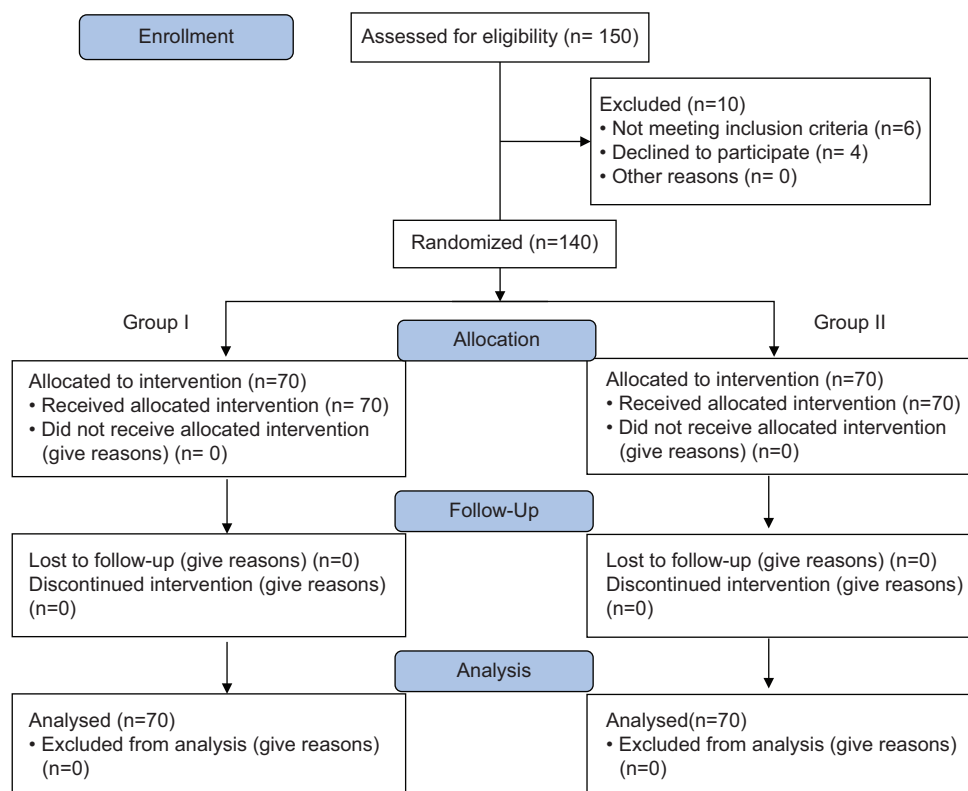 Enrollment
Assessed for eligibility (n= 150)
Excluded (n=10)
• Not meeting inclusion criteria (n=6)
• Declined to participate (n= 4)
• Other reasons (n= 0)
Randomized (n=140)
Group I
Group II
Allocation
Allocated to intervention (n=70)
• Received allocated intervention (n= 70)
• Did not receive allocated intervention
(give reasons) (n= 0)
Allocated to intervention (n=70)
• Received allocated intervention (n=70)
• Did not receive allocated intervention
(give reasons) (n=0)
Follow-Up
Lost to follow-up (give reasons) (n=0)
Discontinued intervention (give reasons)
(n=0)
Lost to follow-up (give reasons) (n=0)
Discontinued intervention (give reasons)
(n=0)
Analysis
Analysed (n=70)
• Excluded from analysis (give reasons)
(n=0)
Analysed(n=70)
• Excluded from analysis (give reasons)
(n=0)